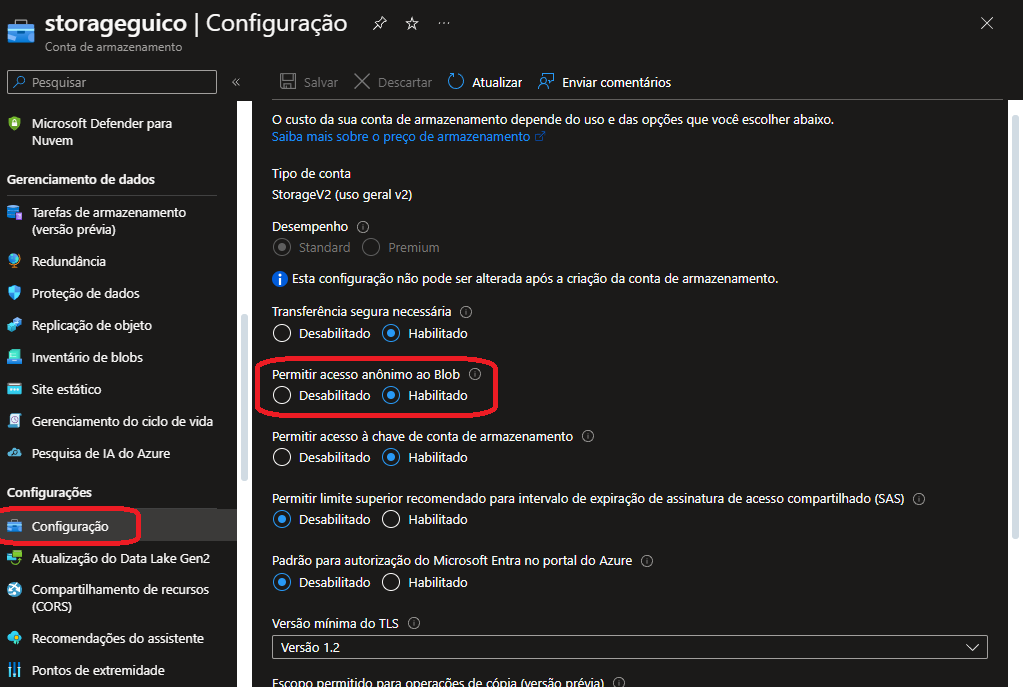 storageguico | Configuração
Conta de armazenamento
Pesquisar
Microsoft Defender para
Nuvem
Gerenciamento de dados
Tarefas de armazenamento
(versão prévia)
Redundância
Proteção de dados
Replicação de objeto
Inventário de blobs
Site estático
Gerenciamento do ciclo de vida
Pesquisa de IA do Azure
Configurações
Configuração
Atualização do Data Lake Gen2
Compartilhamento de recursos
(CORS)
Recomendações do assistente
Pontos de extremidade
Salvar Descartar Atualizar Enviar comentários
O custo da sua conta de armazenamento depende do uso e das opções que você escolher abaixo.
Saiba mais sobre o preço de armazenamento
Tipo de conta
StorageV2 (uso geral v2)
Desempenho
Standard Premium
Esta configuração não pode ser alterada após a criação da conta de armazenamento.
Transferência segura necessária
Desabilitado Habilitado
Permitir acesso anônimo ao Blob
Desabilitado Habilitado
Permitir acesso à chave de conta de armazenamento
Desabilitado Habilitado
Permitir limite superior recomendado para intervalo de expiração de assinatura de acesso compartilhado (SAS)
Desabilitado Habilitado
Padrão para autorização do Microsoft Entra no portal do Azure
Desabilitado Habilitado
Versão mínima do TLS
Versão 1.2
Escopo permitido para operações de cópia (versão prévia)